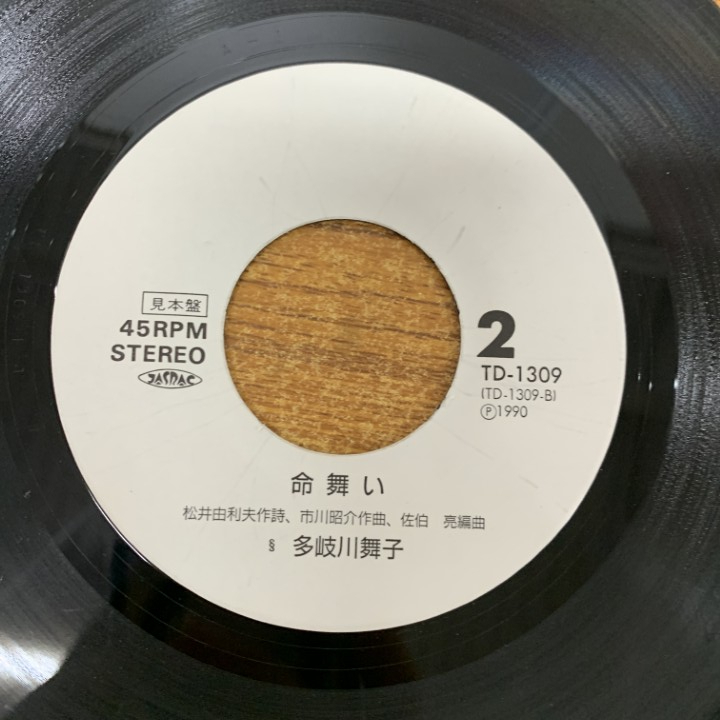 見本盤
45RPM
STEREO
JASRAC
2
TD-1309
(TD-1309-B)
Ⓟ1990
命舞い
松井由利夫作詩、市川昭介作曲、佐伯 亮編曲
§ 多岐川舞子